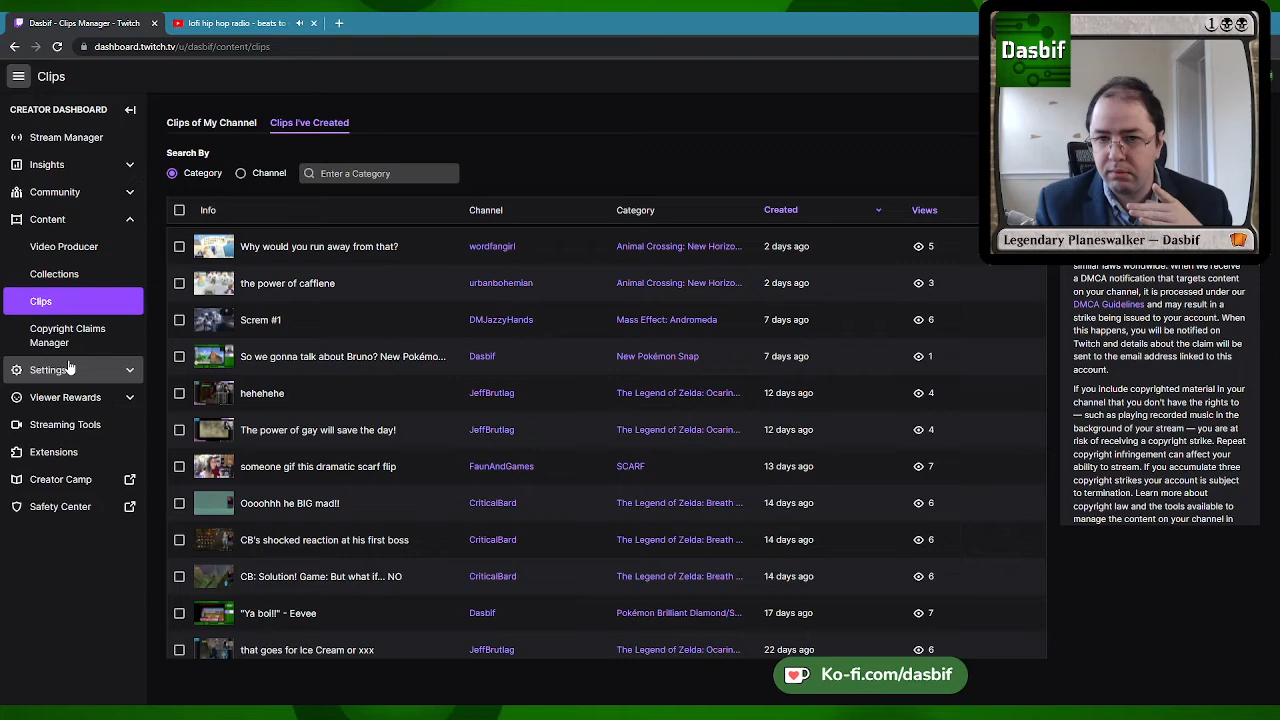 Dasbif - Clips Manager - Twitch
lofi hip hop radio - beats to
dashboard.twitch.tv/u/dasbif/content/clips
Clips
CREATOR DASHBOARD
Stream Manager
Insights
Community
Content
Video Producer
Collections
Clips
Copyright Claims
Manager
Settings
Viewer Rewards
Streaming Tools
Extensions
Creator Camp
Safety Center
Clips of My Channel
Clips I've Created
Search By
Category
Channel
Enter a Category
Info Channel Category Created Views
Why would you run away from that? wordfangirl Animal Crossing: New Horizo... 2 days ago 5
the power of caffiene urbanbohemian Animal Crossing: New Horizo... 2 days ago 3
Screm #1 DMJazzyHands Mass Effect: Andromeda 7 days ago 6
So we gonna talk about Bruno? New Pokémo... Dasbif New Pokémon Snap 7 days ago 1
hehehehe JeffBrutlag The Legend of Zelda: Ocarin... 12 days ago 4
The power of gay will save the day! JeffBrutlag The Legend of Zelda: Ocarin... 12 days ago 4
someone gif this dramatic scarf flip FaunAndGames SCARF 13 days ago 7
Oooohhh he BIG mad!! CriticalBard The Legend of Zelda: Breath ... 14 days ago 6
CB's shocked reaction at his first boss CriticalBard The Legend of Zelda: Breath ... 14 days ago 6
CB: Solution! Game: But what if... NO CriticalBard The Legend of Zelda: Breath ... 14 days ago 6
"Ya boi!!" - Eevee Dasbif Pokémon Brilliant Diamond/S... 17 days ago 7
that goes for Ice Cream or xxx JeffBrutlag The Legend of Zelda: Ocarin... 22 days ago 6
Dasbif
1
Legendary Planeswalker — Dasbif
similar laws worldwide. When we receive
a DMCA notification that targets content
on your channel, it is processed under our
DMCA Guidelines and may result in a
strike being issued to your account. When
this happens, you will be notified on
Twitch and details about the claim will
be sent to the email address linked to this
account.
If you include copyrighted material in your
channel that you don't have the rights to
— such as playing recorded music in the
background of your stream — you are at
risk of receiving a copyright strike. Repeat
copyright infringement can affect your
ability to stream. If you accumulate three
copyright strikes your account is subject
to termination. Learn more about
copyright law and the tools available to
manage the content on your channel in
Ko-fi.com/dasbif